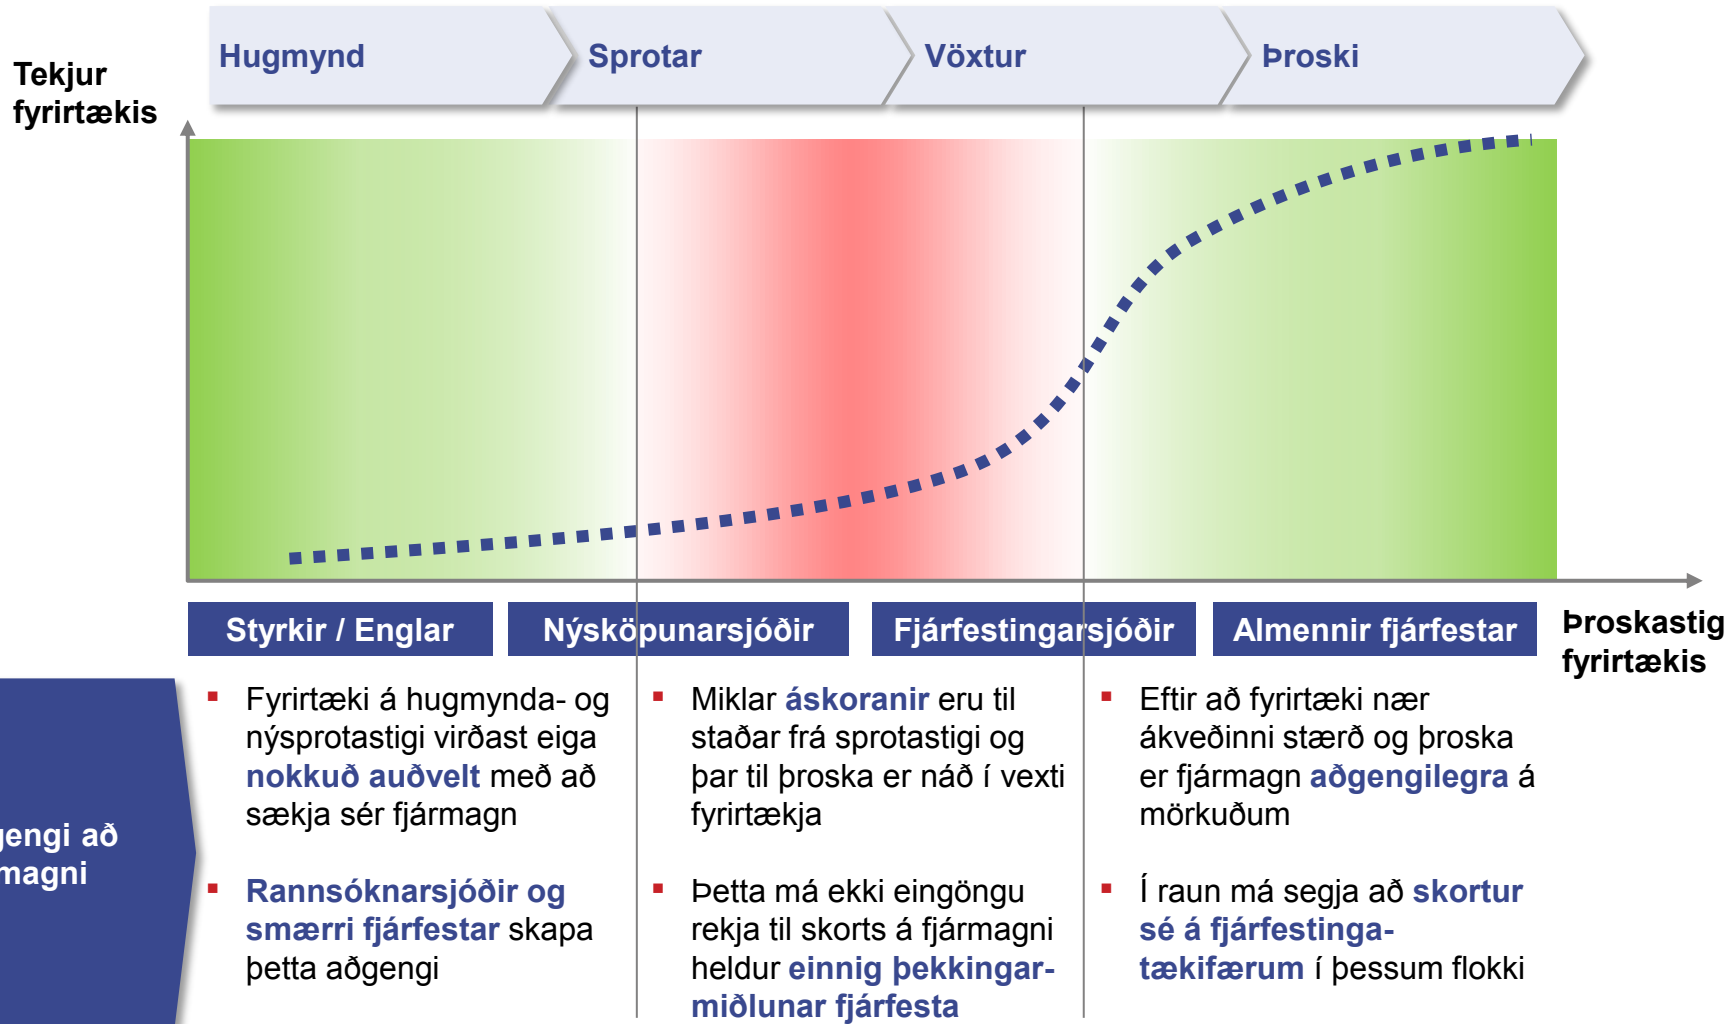 Hugmynd
Sprotar
Vöxtur
Þroski
Tekjur
fyrirtækis
Styrkir / Englar
Nýsköpunarsjóðir
Fjárfestingarsjóðir
Almennir fjárfestar
Þroskastig
fyrirtækis
gengi að
magni
▪ Fyrirtæki á hugmynda- og
nýsprotastigi virðast eiga
nokkuð auðvelt með að
sækja sér fjármagn
▪ Rannsóknarsjóðir og
smærri fjárfestar skapa
þetta aðgengi
▪ Miklar áskoranir eru til
staðar frá sprotastigi og
þar til þroska er náð í vexti
fyrirtækja
▪ Þetta má ekki eingöngu
rekja til skorts á fjármagni
heldur einnig þekkingar-
miðlunar fjárfesta
▪ Eftir að fyrirtæki nær
ákveðinni stærð og þroska
er fjármagn aðgengilegra á
mörkuðum
▪ Í raun má segja að skortur
sé á fjárfestinga-
tækifærum í þessum flokki